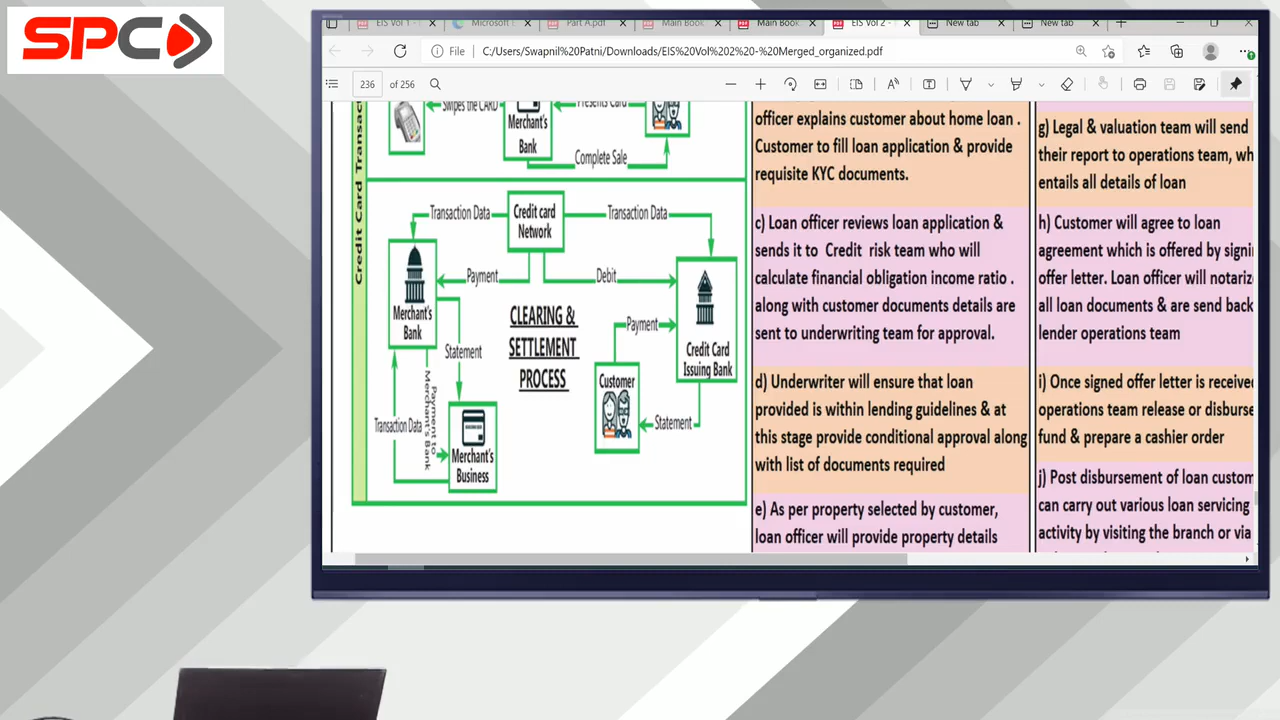 SPC
EIS Vol 1 -
Microsoft
Part A.pdf
Main Book
Main Book
EIS Vol 2 -
New tab
New tab
File
C:/Users/Swapnil%20Patni/Downloads/EIS%20Vol%202%20-%20Merged_organized.pdf
236 of 256
Credit Card Transac
Swipes the CARD
Presents Card
Merchant's
Bank
Complete Sale
Transaction Data
Credit card
Network
Transaction Data
Payment
Debit
Merchant's
Bank
CLEARING &
SETTLEMENT
PROCESS
Payment
Credit Card
Issuing Bank
Statement
Customer
Transaction Data
Payment to
Merchant's Bank
Statement
Merchant's
Business
officer explains customer about home loan .
Customer to fill loan application & provide
requisite KYC documents.
c) Loan officer reviews loan application &
sends it to Credit risk team who will
calculate financial obligation income ratio .
along with customer documents details are
sent to underwriting team for approval.
d) Underwriter will ensure that loan
provided is within lending guidelines & at
this stage provide conditional approval along
with list of documents required
e) As per property selected by customer,
loan officer will provide property details
g) Legal & valuation team will send
their report to operations team, wh
entails all details of loan
h) Customer will agree to loan
agreement which is offered by signi
offer letter. Loan officer will notariz
all loan documents & are send back
lender operations team
i) Once signed offer letter is receive
operations team release or disburse
fund & prepare a cashier order
j) Post disbursement of loan custom
can carry out various loan servicing
activity by visiting the branch or via